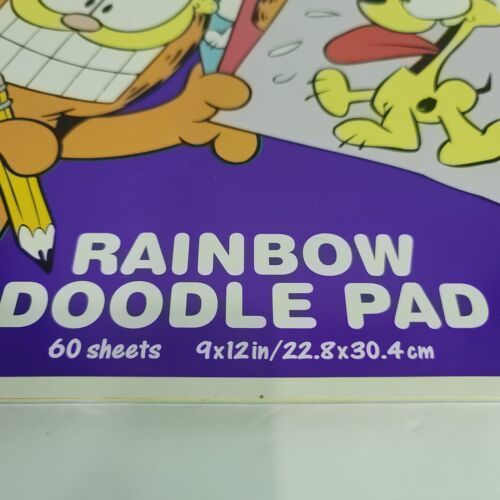 RAINBOW
DOODLE PAD
60 sheets 9x12in/22.8x30.4cm